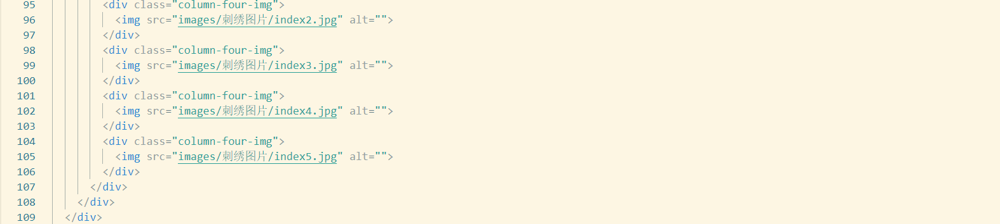 95 <div class="column-four-img">
96 <img src="images/刺绣图片/index2.jpg" alt="">
97 </div>
98 <div class="column-four-img">
99 <img src="images/刺绣图片/index3.jpg" alt="">
100 </div>
101 <div class="column-four-img">
102 <img src="images/刺绣图片/index4.jpg" alt="">
103 </div>
104 <div class="column-four-img">
105 <img src="images/刺绣图片/index5.jpg" alt="">
106 </div>
107 </div>
108 </div>
109 </div>